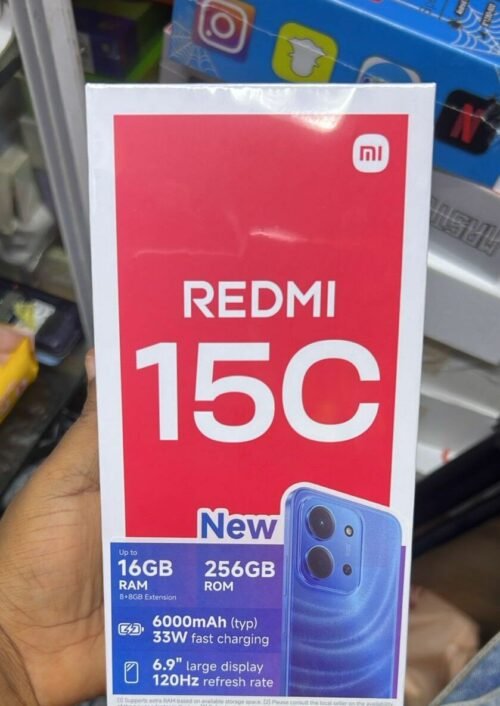 mi
REDMI
15C
New
Up to
16GB 256GB
RAM ROM
8+8GB Extension
6000mAh (typ)
33W fast charging
6.9" large display
120Hz refresh rate
N